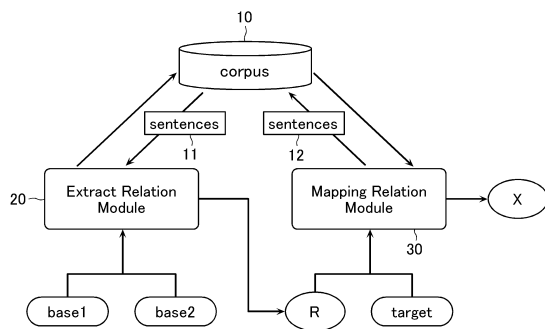 10
corpus
sentences
sentences
11
12
20
Extract Relation
Module
Mapping Relation
Module
X
30
base1
base2
R
target